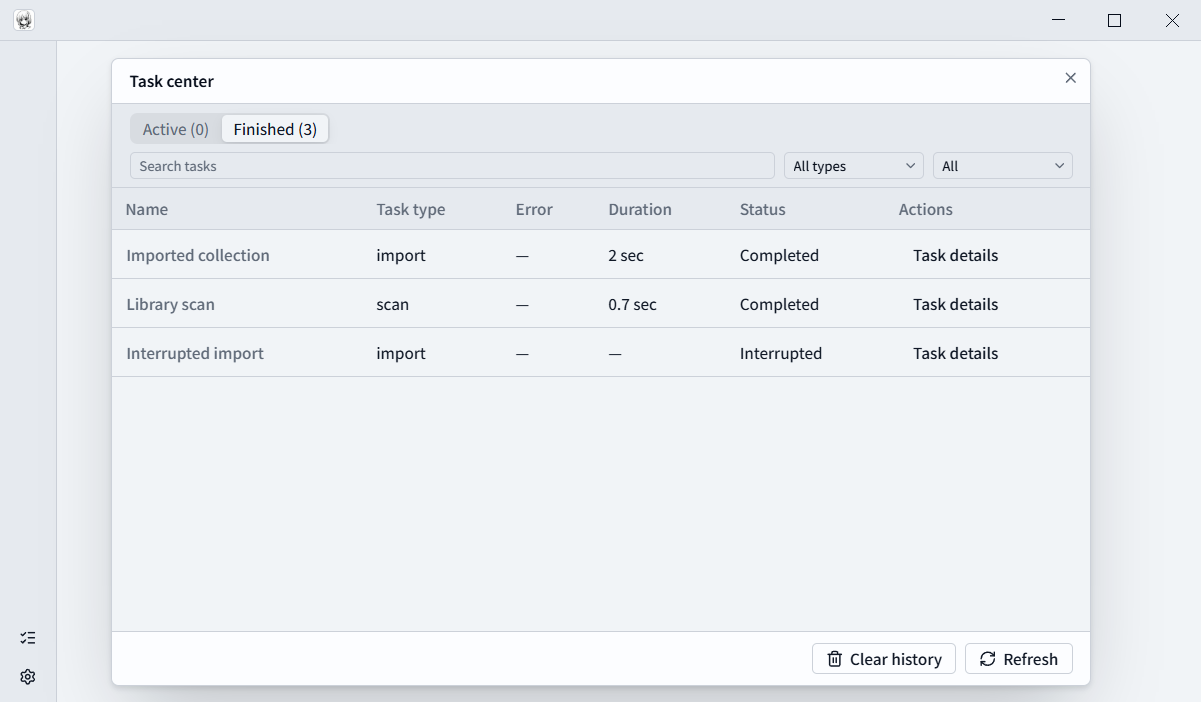 Task center
Active (0) Finished (3)
Search tasks All types All
Name Task type Error Duration Status Actions
Imported collection import — 2 sec Completed Task details
Library scan scan — 0.7 sec Completed Task details
Interrupted import import — — Interrupted Task details
Clear history Refresh